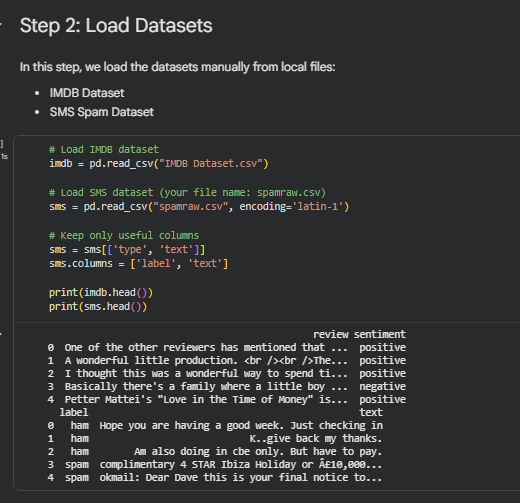 Step 2: Load Datasets
In this step, we load the datasets manually from local files:
• IMDB Dataset
• SMS Spam Dataset
]
1s
# Load IMDB dataset
imdb = pd.read_csv("IMDB Dataset.csv")
# Load SMS dataset (your file name: spamraw.csv)
sms = pd.read_csv("spamraw.csv", encoding='latin-1')
# Keep only useful columns
sms = sms[['type', 'text']]
sms.columns = ['label', 'text']
print(imdb.head())
print(sms.head())
review sentiment
0 One of the other reviewers has mentioned that ... positive
1 A wonderful little production. <br /><br />The... positive
2 I thought this was a wonderful way to spend ti... positive
3 Basically there's a family where a little boy ... negative
4 Petter Mattei's "Love in the Time of Money" is... positive
label text
0 ham Hope you are having a good week. Just checking in
1 ham K..give back my thanks.
2 ham Am also doing in cbe only. But have to pay.
3 spam complimentary 4 STAR Ibiza Holiday or Â£10,000...
4 spam okmail: Dear Dave this is your final notice to...